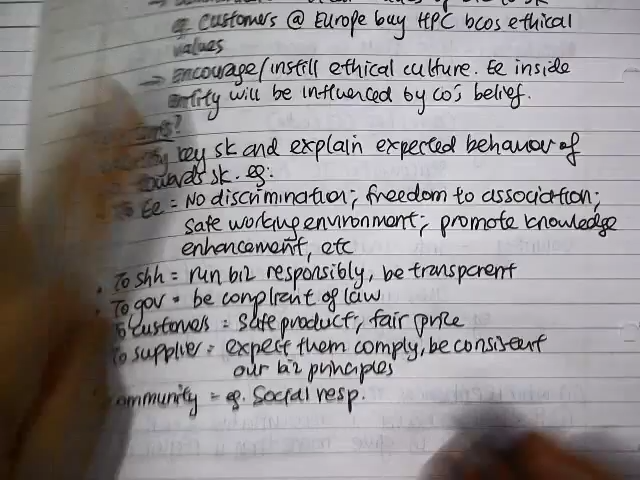 eg. Customers @ Europe buy HPC bcos ethical
values
→ Encourage/instill ethical culture. Ee inside
entity will be influenced by co's belief.
key sk and explain expected behaviour of
towards sk. eg:
To Ee = No discrimination; freedom to association;
safe working environment; promote knowledge
enhancement, etc
• To shh = run biz responsibly, be transparent
• To gov = be compliant of law
To customers = safe product; fair price
To supplier = expect them comply, be consistent
our biz principles
community = eg. Social resp.